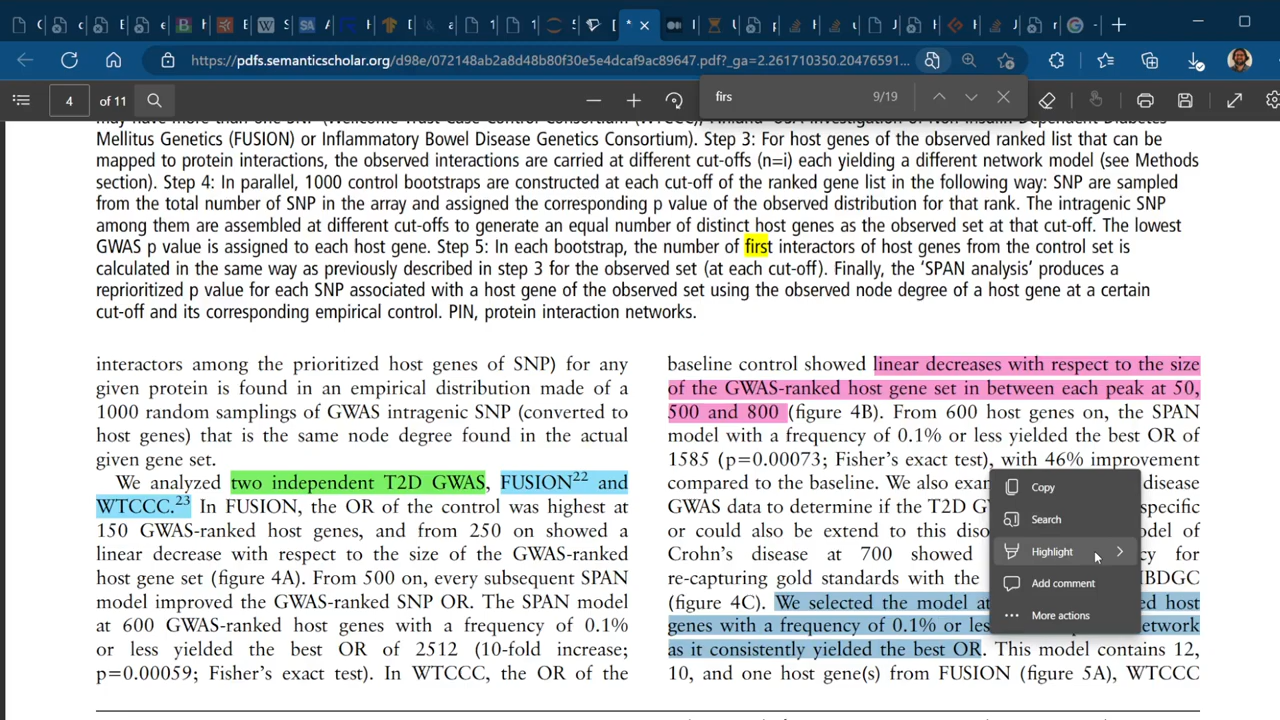 https://pdfs.semanticscholar.org/d98e/072148ab2a8d48b80f30e5e4dcaf9ac89647.pdf?_ga=2.261710350.20476591...
4 of 11
firs 9/19
Mellitus Genetics (FUSION) or Inflammatory Bowel Disease Genetics Consortium). Step 3: For host genes of the observed ranked list that can be
mapped to protein interactions, the observed interactions are carried at different cut-offs (n=i) each yielding a different network model (see Methods
section). Step 4: In parallel, 1000 control bootstraps are constructed at each cut-off of the ranked gene list in the following way: SNP are sampled
from the total number of SNP in the array and assigned the corresponding p value of the observed distribution for that rank. The intragenic SNP
among them are assembled at different cut-offs to generate an equal number of distinct host genes as the observed set at that cut-off. The lowest
GWAS p value is assigned to each host gene. Step 5: In each bootstrap, the number of first interactors of host genes from the control set is
calculated in the same way as previously described in step 3 for the observed set (at each cut-off). Finally, the ‘SPAN analysis’ produces a
reprioritized p value for each SNP associated with a host gene of the observed set using the observed node degree of a host gene at a certain
cut-off and its corresponding empirical control. PIN, protein interaction networks.
interactors among the prioritized host genes of SNP) for any
given protein is found in an empirical distribution made of a
1000 random samplings of GWAS intragenic SNP (converted to
host genes) that is the same node degree found in the actual
given gene set.
We analyzed two independent T2D GWAS, FUSION22 and
WTCCC.23 In FUSION, the OR of the control was highest at
150 GWAS-ranked host genes, and from 250 on showed a
linear decrease with respect to the size of the GWAS-ranked
host gene set (figure 4A). From 500 on, every subsequent SPAN
model improved the GWAS-ranked SNP OR. The SPAN model
at 600 GWAS-ranked host genes with a frequency of 0.1%
or less yielded the best OR of 2512 (10-fold increase;
p=0.00059; Fisher’s exact test). In WTCCC, the OR of the
baseline control showed linear decreases with respect to the size
of the GWAS-ranked host gene set in between each peak at 50,
500 and 800 (figure 4B). From 600 host genes on, the SPAN
model with a frequency of 0.1% or less yielded the best OR of
1585 (p=0.00073; Fisher’s exact test), with 46% improvement
compared to the baseline. We also disease
GWAS data to determine if the T2D specific
or could also be extend to this model of
Crohn’s disease at 700 showed for
re-capturing gold standards with the
(figure 4C). We selected the model at host
genes with a frequency of 0.1% or
as it consistently yielded the best OR. This model contains 12,
10, and one host gene(s) from FUSION (figure 5A), WTCCC
Copy
Search
Highlight
Add comment
More actions